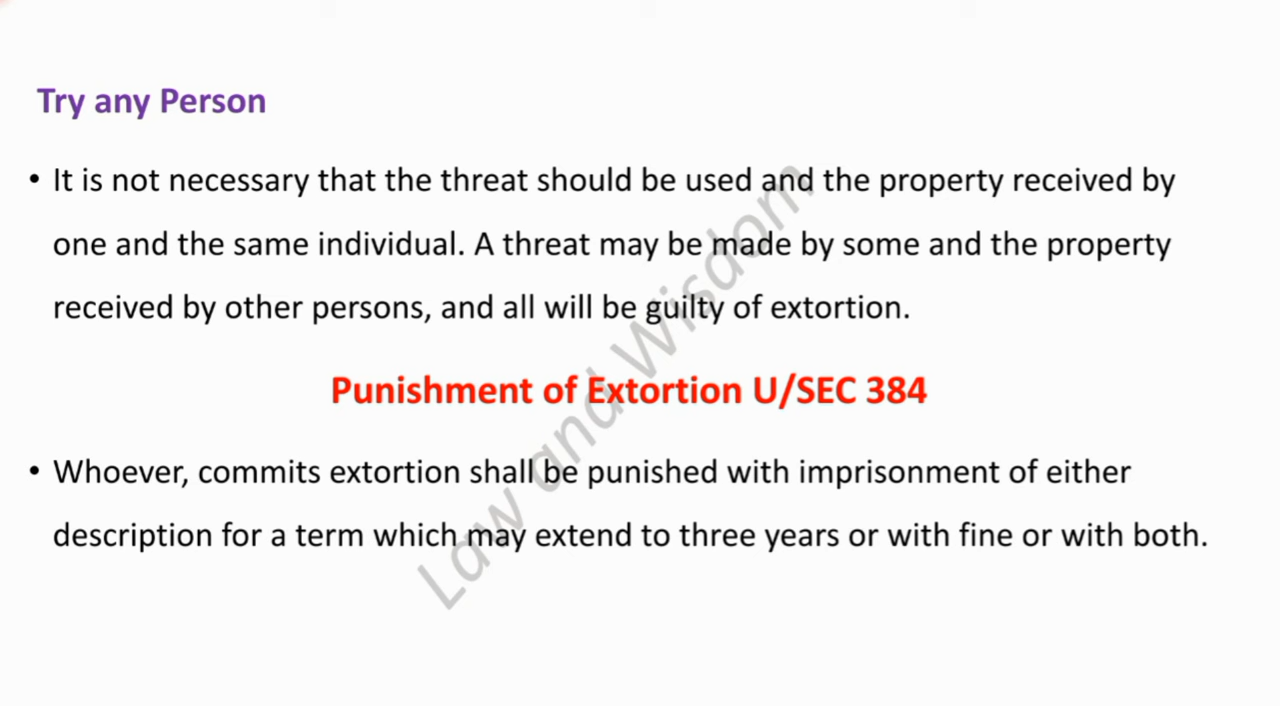 Try any Person
• It is not necessary that the threat should be used and the property received by
one and the same individual. A threat may be made by some and the property
received by other persons, and all will be guilty of extortion.
Punishment of Extortion U/SEC 384
• Whoever, commits extortion shall be punished with imprisonment of either
description for a term which may extend to three years or with fine or with both.
Law and Wisdom